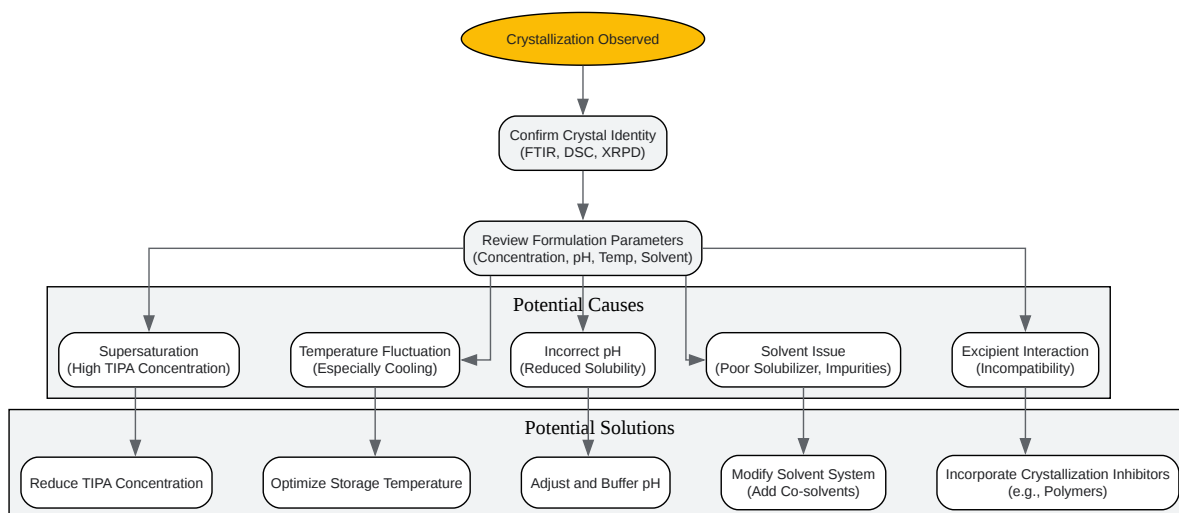 Crystallization Observed
Confirm Crystal Identity
(FTIR, DSC, XRPD)
Review Formulation Parameters
(Concentration, pH, Temp, Solvent)
Potential Causes
Supersaturation
(High TIPA Concentration)
Temperature Fluctuation
(Especially Cooling)
Incorrect pH
(Reduced Solubility)
Solvent Issue
(Poor Solubilizer, Impurities)
Excipient Interaction
(Incompatibility)
Potential Solutions
Reduce TIPA Concentration
Optimize Storage Temperature
Adjust and Buffer pH
Modify Solvent System
(Add Co-solvents)
Incorporate Crystallization Inhibitors
(e.g., Polymers)